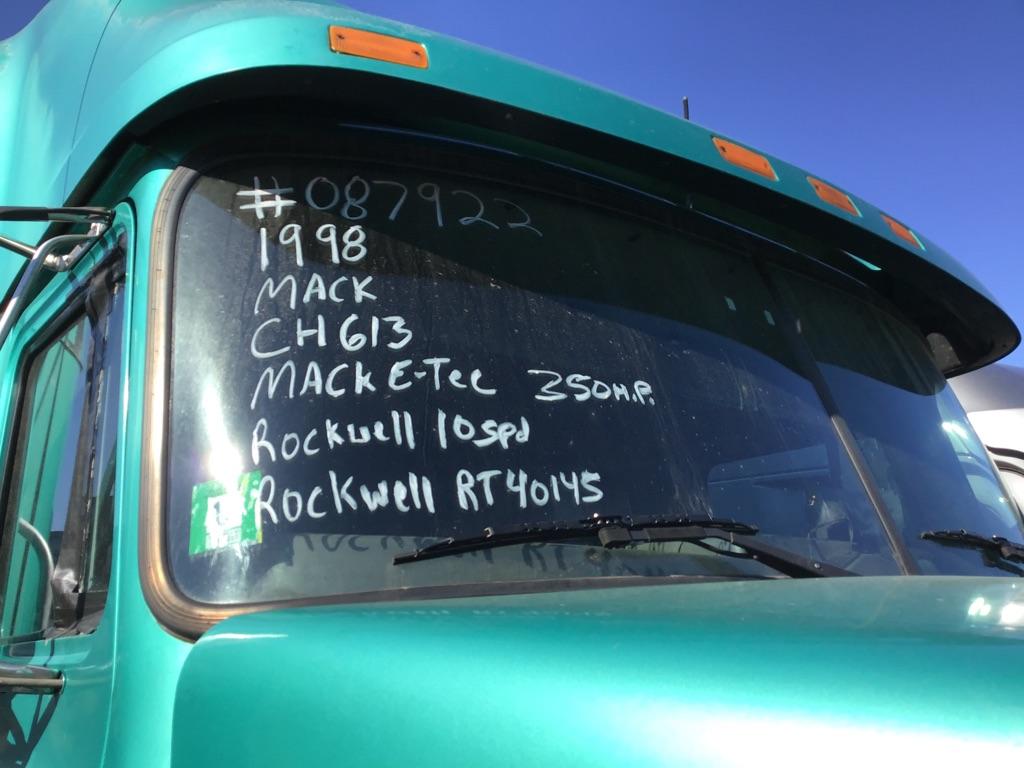 #087922
1998
MACK
CH613
MACK E-Tec 350H.P.
Rockwell 10spd
Rockwell RT40145